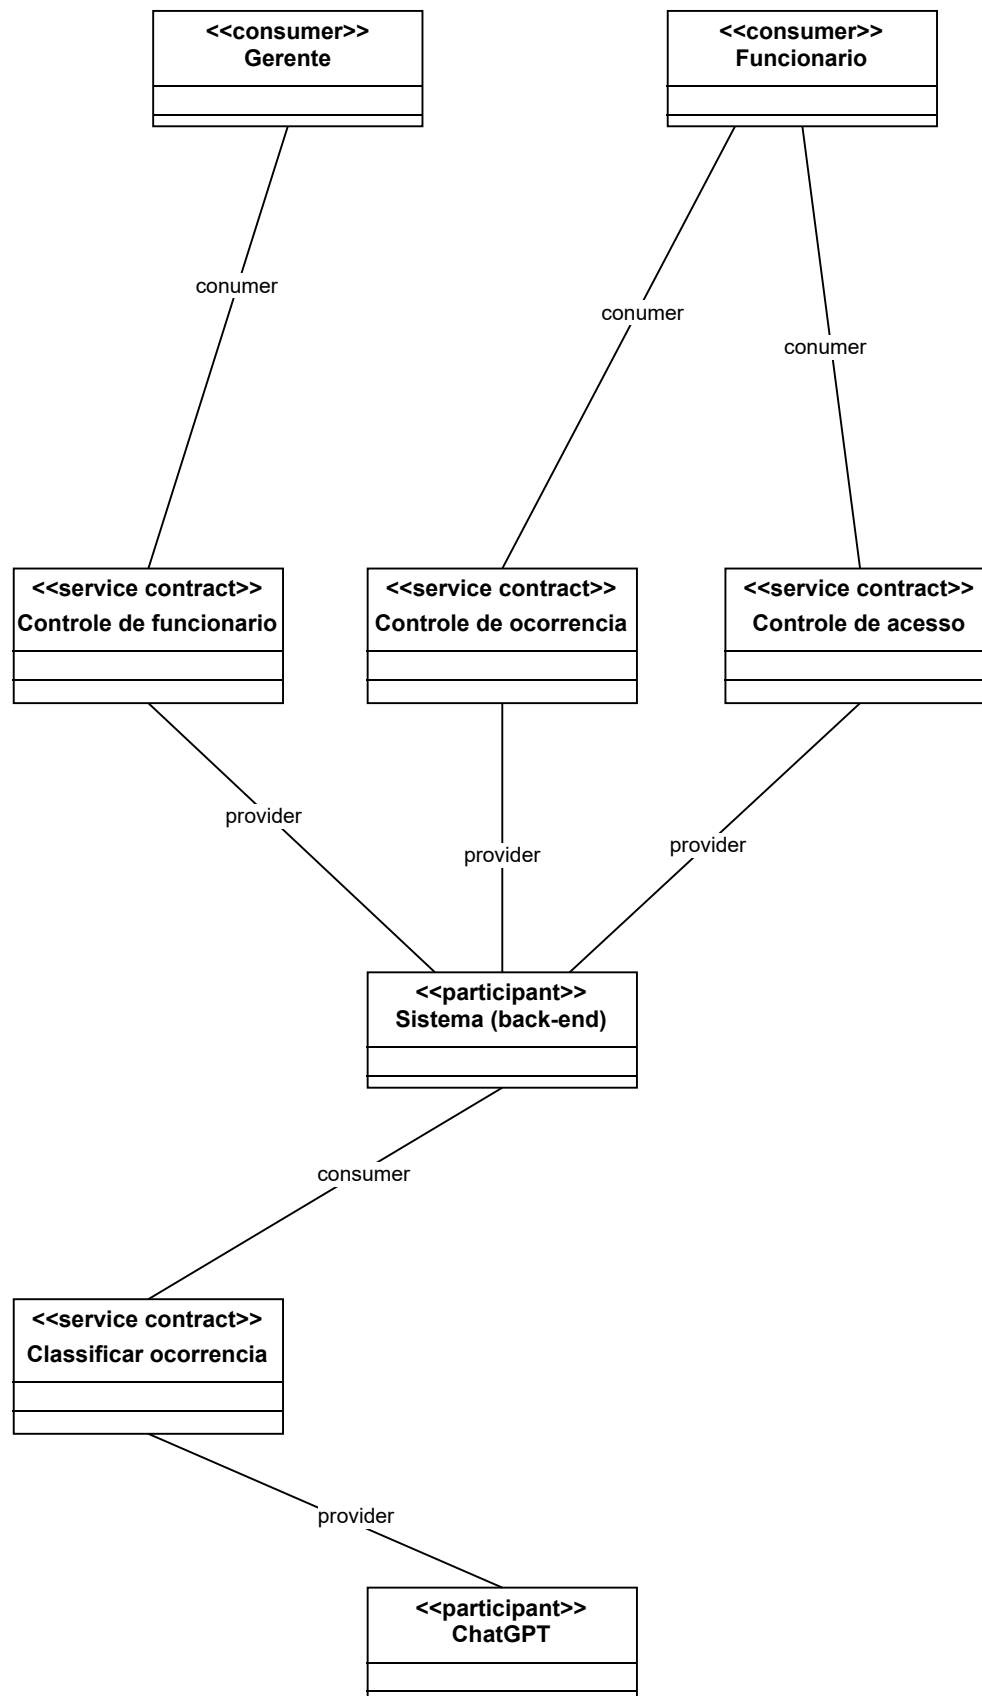 <<consumer>>
Gerente
<<consumer>>
Funcionario
conumer
conumer
conumer
<<service contract>>
Controle de funcionario
<<service contract>>
Controle de ocorrencia
<<service contract>>
Controle de acesso
provider
provider
provider
<<participant>>
Sistema (back-end)
consumer
<<service contract>>
Classificar ocorrencia
provider
<<participant>>
ChatGPT